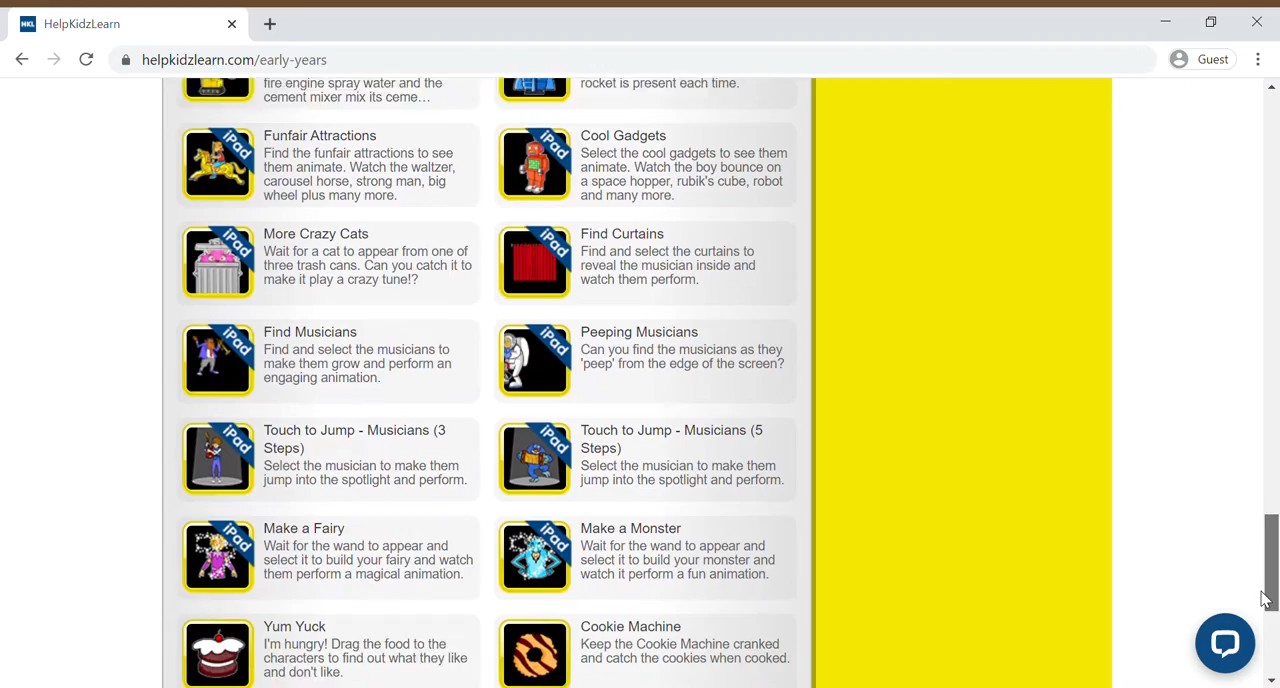 HKL HelpKidzLearn
helpkidzlearn.com/early-years
Guest
fire engine spray water and the
cement mixer mix its ceme…
rocket is present each time.
iPad
Funfair Attractions
Find the funfair attractions to see
them animate. Watch the waltzer,
carousel horse, strong man, big
wheel plus many more.
iPad
Cool Gadgets
Select the cool gadgets to see them
animate. Watch the boy bounce on
a space hopper, rubik's cube, robot
and many more.
iPad
More Crazy Cats
Wait for a cat to appear from one of
three trash cans. Can you catch it to
make it play a crazy tune!?
iPad
Find Curtains
Find and select the curtains to
reveal the musician inside and
watch them perform.
iPad
Find Musicians
Find and select the musicians to
make them grow and perform an
engaging animation.
iPad
Peeping Musicians
Can you find the musicians as they
'peep' from the edge of the screen?
iPad
Touch to Jump - Musicians (3
Steps)
Select the musician to make them
jump into the spotlight and perform.
iPad
Touch to Jump - Musicians (5
Steps)
Select the musician to make them
jump into the spotlight and perform.
iPad
Make a Fairy
Wait for the wand to appear and
select it to build your fairy and watch
them perform a magical animation.
iPad
Make a Monster
Wait for the wand to appear and
select it to build your monster and
watch it perform a fun animation.
Yum Yuck
I'm hungry! Drag the food to the
characters to find out what they like
and don't like.
Cookie Machine
Keep the Cookie Machine cranked
and catch the cookies when cooked.